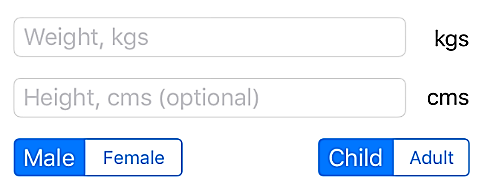 Weight, kgs kgs
Height, cms (optional) cms
Male Female Child Adult